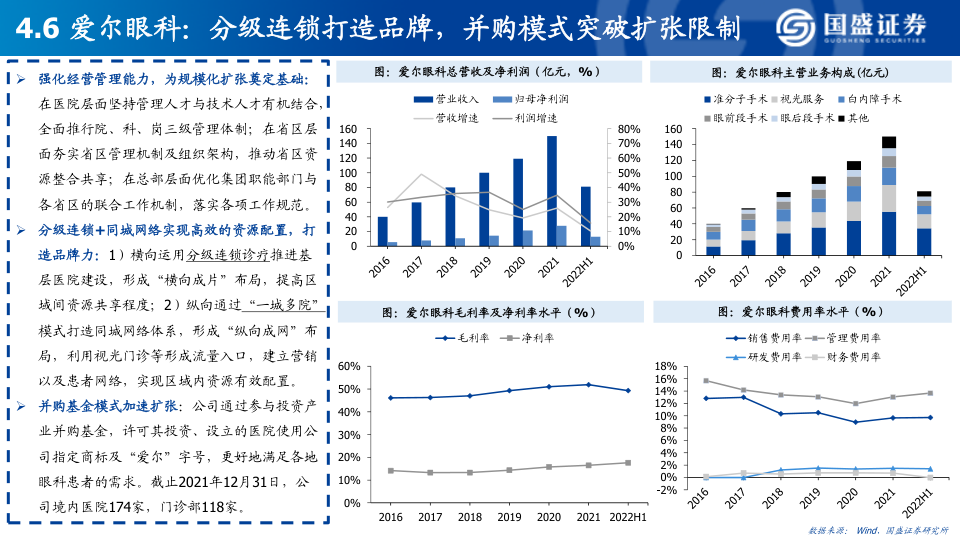 4.6 爱尔眼科：分级连锁打造品牌，并购模式突破扩张限制
国盛证券
GUOSHENG SECURITIES
➢ 强化经营管理能力，为规模化扩张奠定基础：
在医院层面坚持管理人才与技术人才有机结合，
全面推行院、科、岗三级管理体制；在省区层
面夯实省区管理机制及组织架构，推动省区资
源整合共享；在总部层面优化集团职能部门与
各省区的联合工作机制，落实各项工作规范。
➢ 分级连锁+同城网络实现高效的资源配置，打
造品牌力：1）横向运用分级连锁诊疗推进基
层医院建设，形成“横向成片”布局，提高区
域间资源共享程度；2）纵向通过“一城多院”
模式打造同城网络体系，形成“纵向成网”布
局，利用视光门诊等形成流量入口，建立营销
以及患者网络，实现区域内资源有效配置。
➢ 并购基金模式加速扩张：公司通过参与投资产
业并购基金，许可其投资、设立的医院使用公
司指定商标及“爱尔”字号，更好地满足各地
眼科患者的需求。截止2021年12月31日，公
司境内医院174家，门诊部118家。
图：爱尔眼科总营收及净利润（亿元，%）
营业收入 归母净利润
营收增速 利润增速
160 80%
140 70%
120 60%
100 50%
80 40%
60 30%
40 20%
20 10%
0 0%
2016 2017 2018 2019 2020 2021 2022H1
图：爱尔眼科主营业务构成(亿元)
准分子手术 视光服务 白内障手术
眼前段手术 眼后段手术 其他
160
140
120
100
80
60
40
20
0
2016 2017 2018 2019 2020 2021 2022H1
图：爱尔眼科毛利率及净利率水平（%）
毛利率 净利率
60%
50%
40%
30%
20%
10%
0%
2016 2017 2018 2019 2020 2021 2022H1
图：爱尔眼科费用率水平（%）
销售费用率 管理费用率
研发费用率 财务费用率
18%
16%
14%
12%
10%
8%
6%
4%
2%
0%
-2%
2016 2017 2018 2019 2020 2021 2022H1
数据来源： Wind，国盛证券研究所